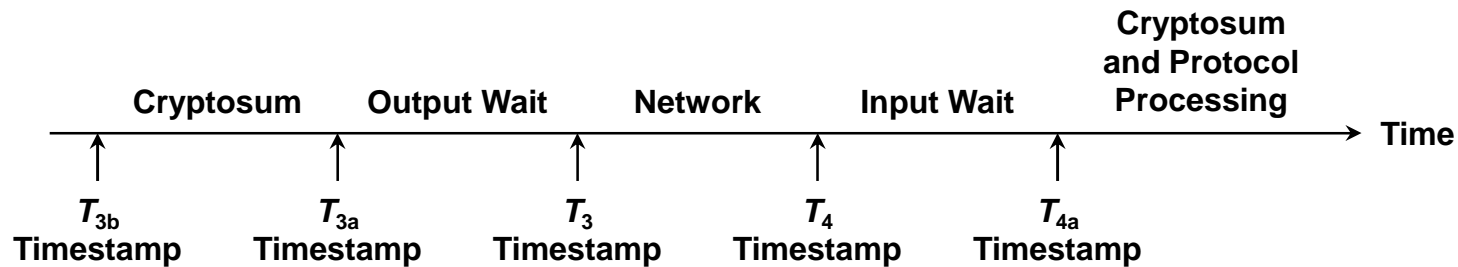 Cryptosum
and Protocol
Processing
Cryptosum
Output Wait
Network
Input Wait
Time
T3b
Timestamp
T3a
Timestamp
T3
Timestamp
T4
Timestamp
T4a
Timestamp